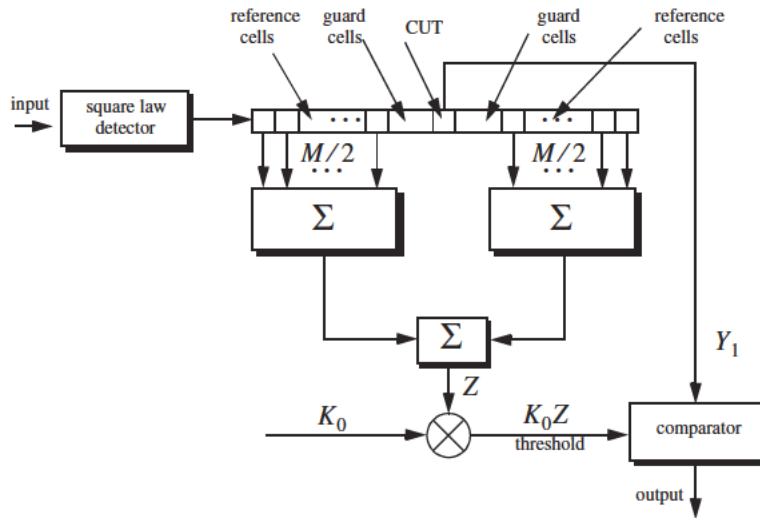 reference
cells
guard
cells
CUT
guard
cells
reference
cells
input
square law
detector
...
...
M/2
...
M/2
...
Σ
Σ
Σ
Y₁
Z
K₀
K₀Z
threshold
comparator
output